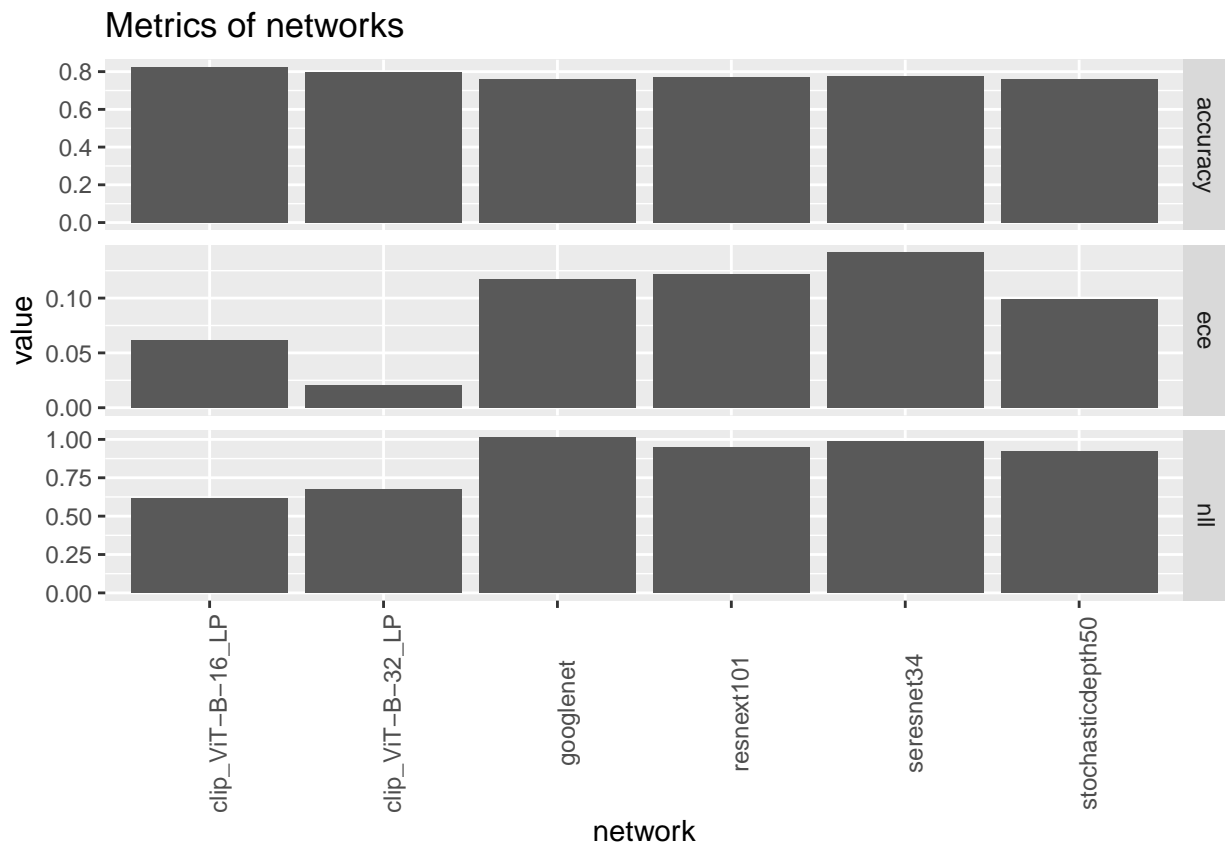 Metrics of networks
0.8
0.6
0.4
0.2
0.0
accuracy
0.10
0.05
0.00
ece
1.00
0.75
0.50
0.25
0.00
nll
value
clip_ViT−B−16_LP
clip_ViT−B−32_LP
googlenet
resnext101
seresnet34
stochasticdepth50
network